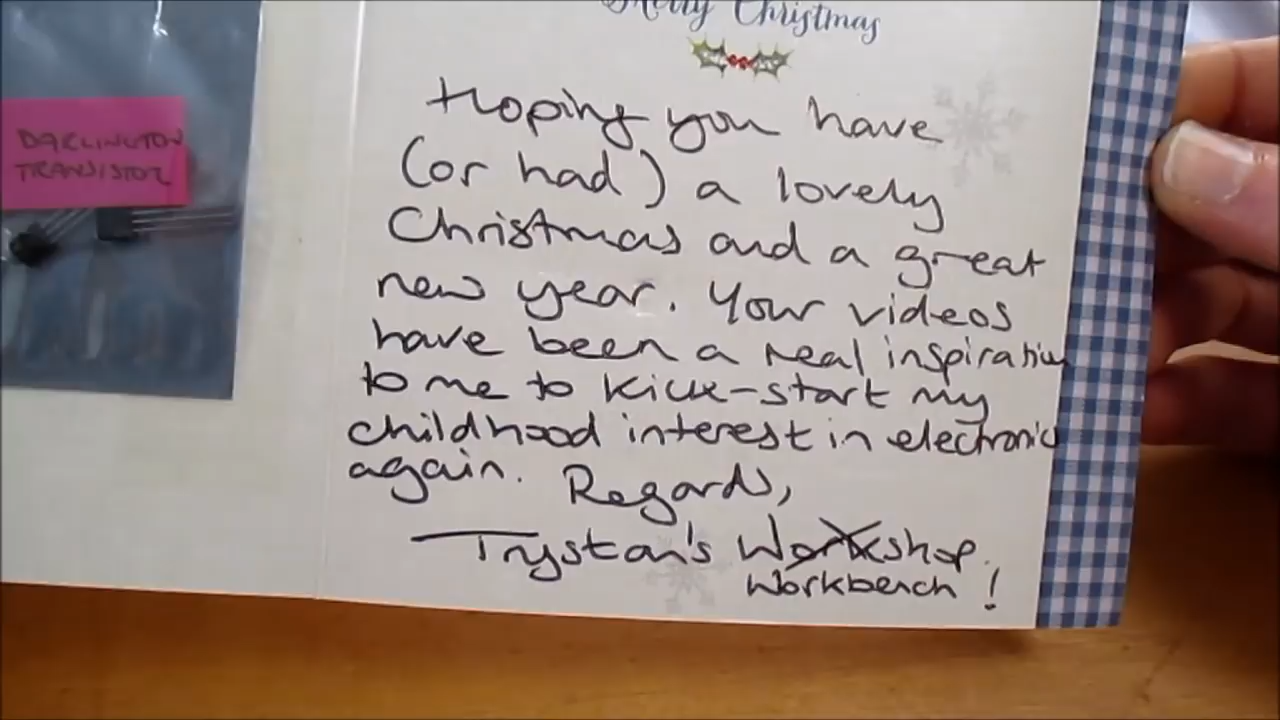 DARLINGTON
TRANSISTOR
Merry Christmas
Hoping you have
(or had) a lovely
Christmas and a great
new year. Your videos
have been a real inspiration
to me to kick-start my
childhood interest in electronic
again. Regards,
Trystan's Workshop.
Workbench!